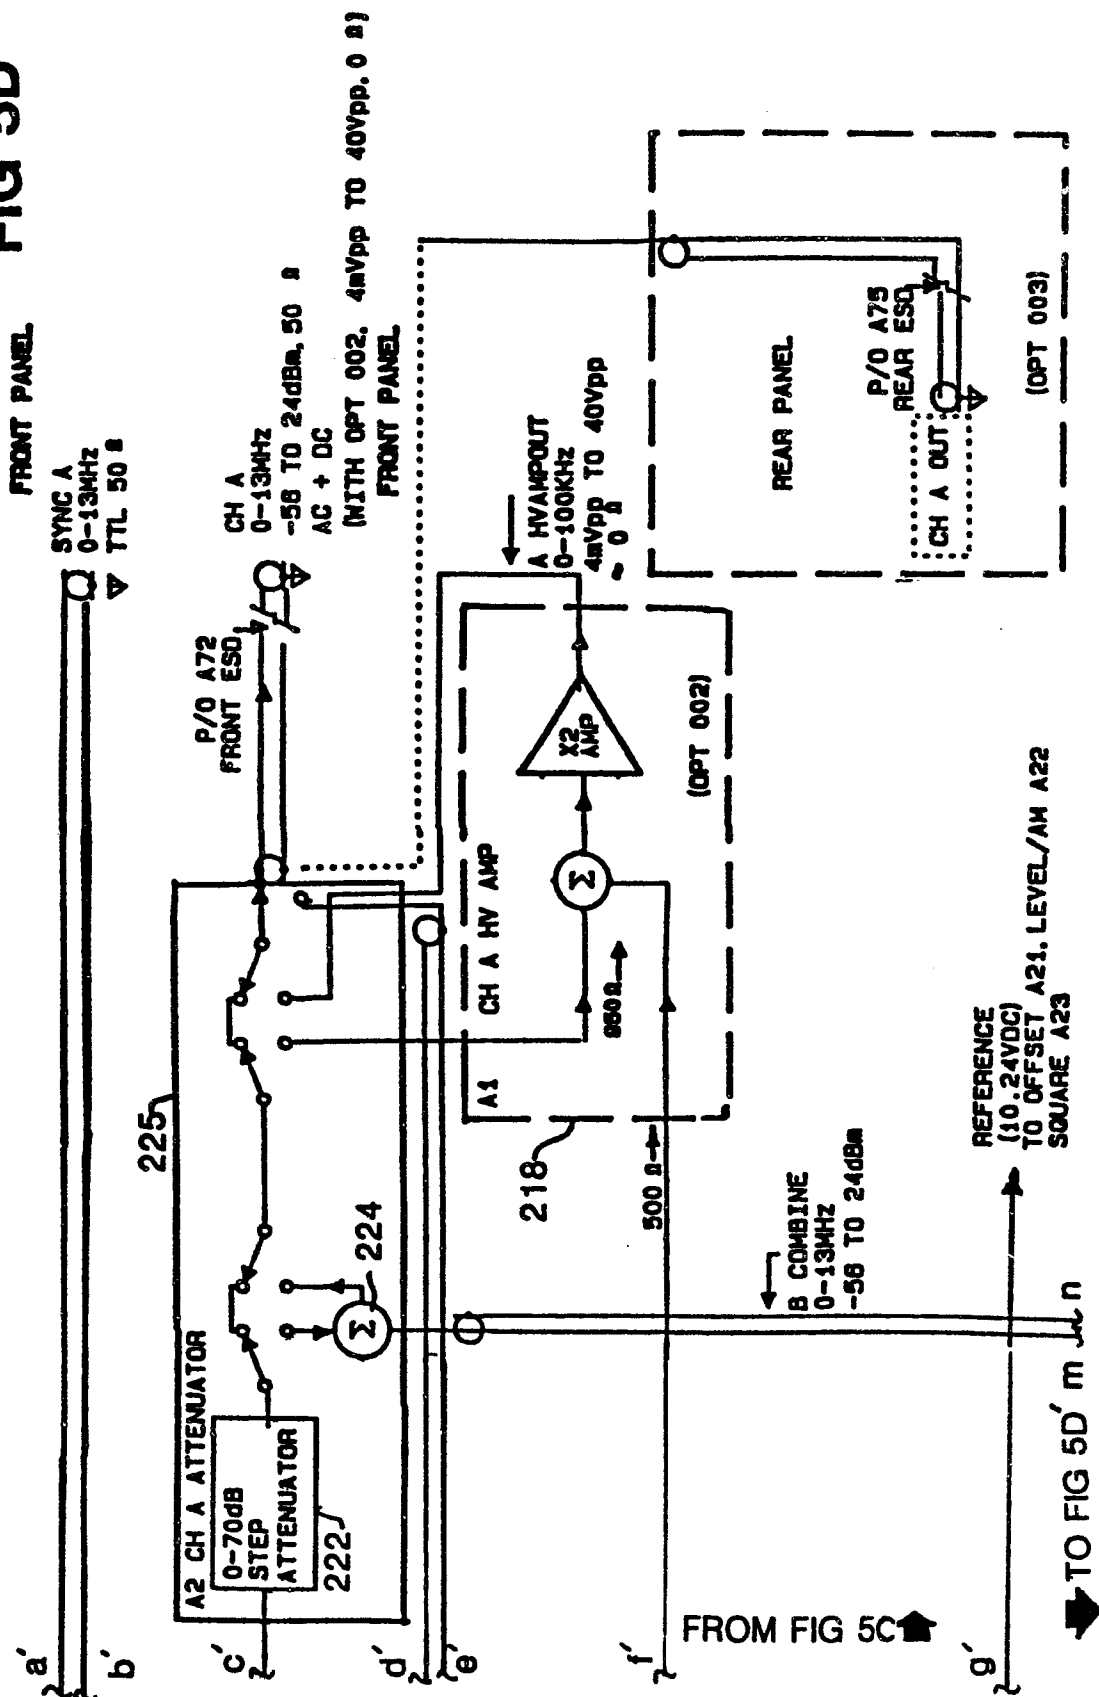 FIG 5D
FRONT PANEL
a'
b'
SYNC A
0-13MHz
TTL 50 Ω
225
A2 CH A ATTENUATOR
0-70dB
STEP
ATTENUATOR
222
Σ
224
c'
P/O A72
FRONT ESD
CH A
0-13MHz
-56 TO 24dBm, 50 Ω
AC + DC
(WITH OPT 002, 4mVpp TO 40Vpp, 0 Ω)
FRONT PANEL
d'
e'
A1
CH A HV AMP
Σ
X2
AMP
950Ω
(OPT 002)
218
500 Ω
A HVAMPOUT
0-100KHz
4mVpp TO 40Vpp
~ 0 Ω
REAR PANEL
P/O A75
REAR ESD
CH A OUT
(OPT 003)
f'
FROM FIG 5C
B COMBINE
0-13MHz
-56 TO 24dBm
g'
REFERENCE
(10.24VDC)
TO OFFSET A21, LEVEL/AM A22
SQUARE A23
TO FIG 5D' m n